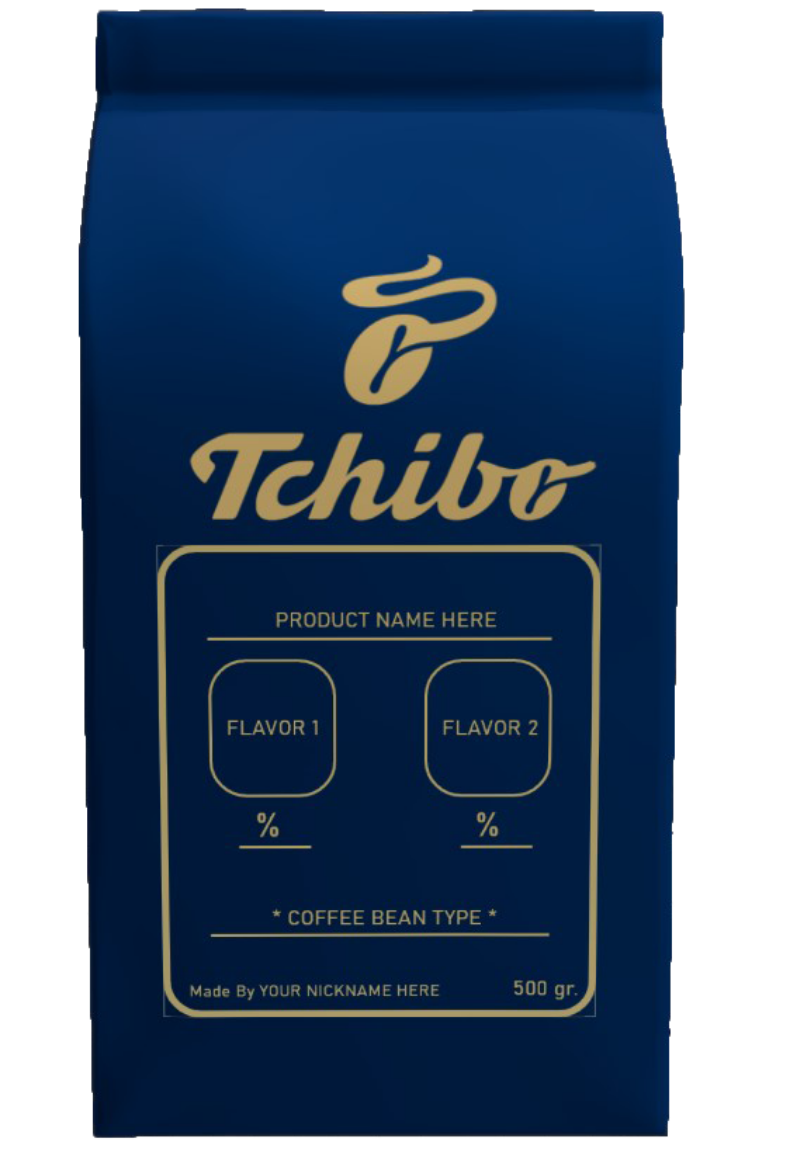 Tchibo
PRODUCT NAME HERE
FLAVOR 1 FLAVOR 2
% %
* COFFEE BEAN TYPE *
Made By YOUR NICKNAME HERE 500 gr.